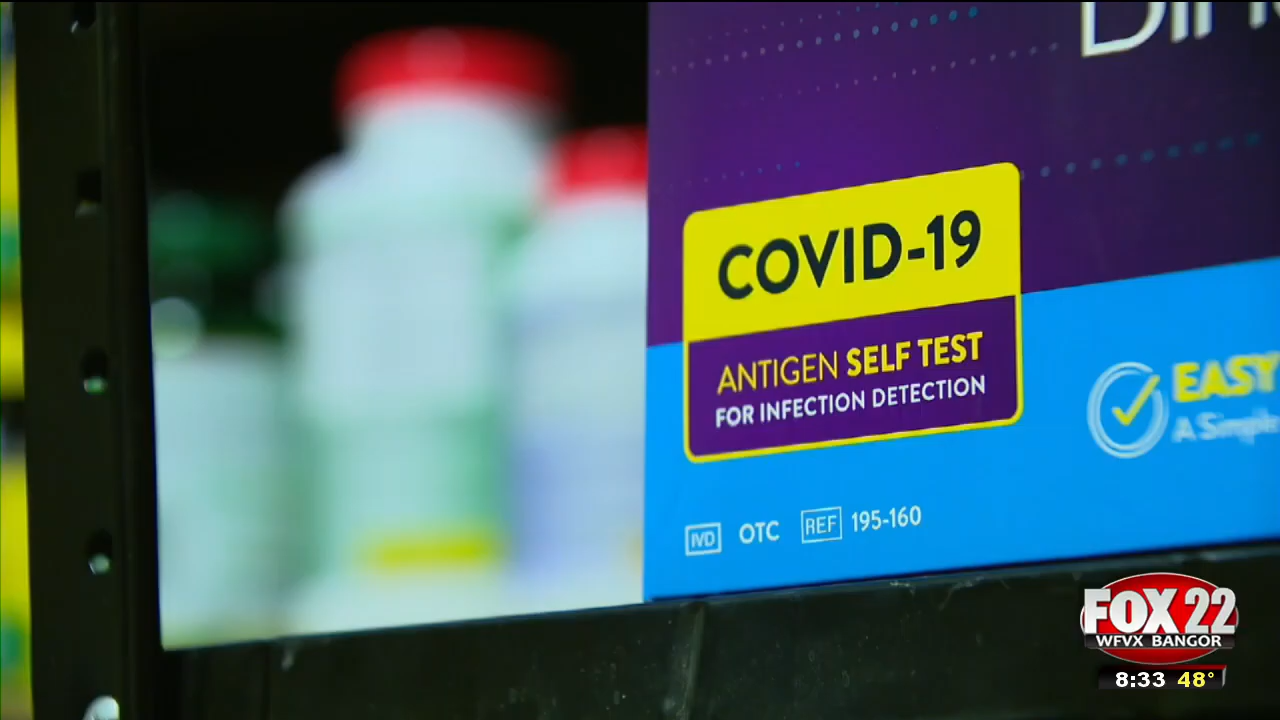 COVID-19
ANTIGEN SELF TEST
FOR INFECTION DETECTION
EASY
A Simple
IVD OTC REF 195-160
FOX 22
WFVX BANGOR
8:33 48°